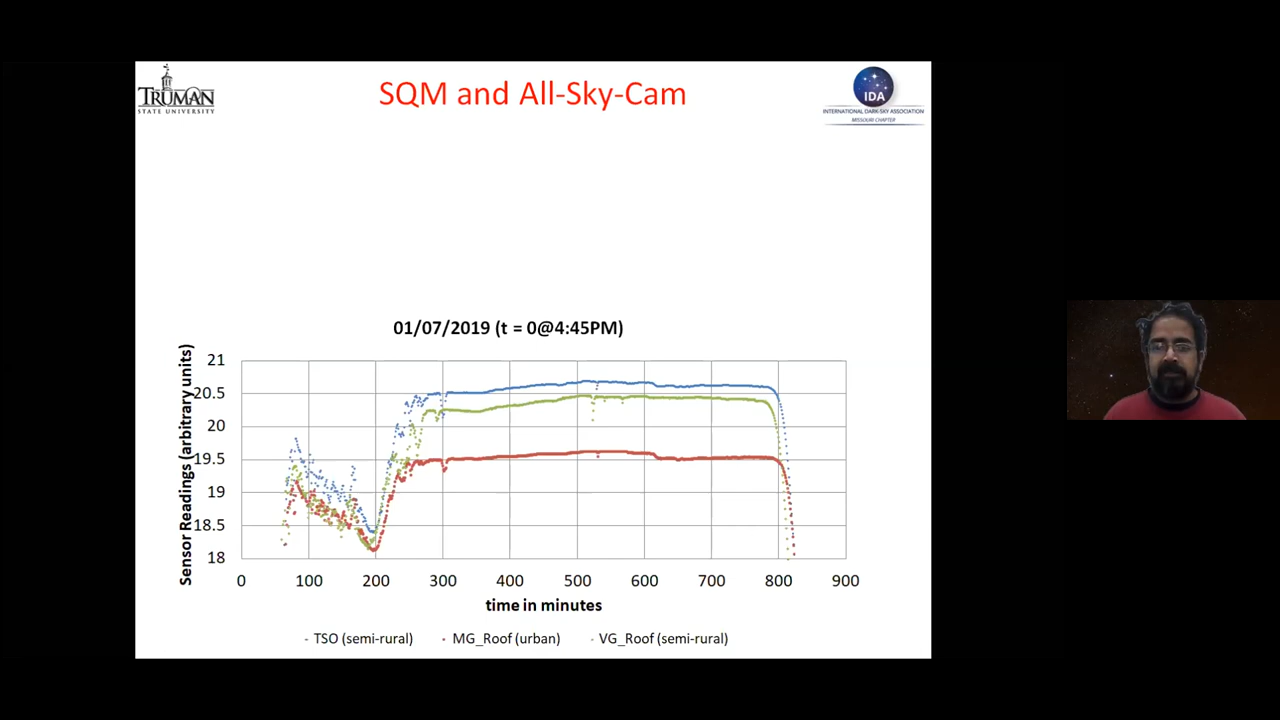 TRUMAN
STATE UNIVERSITY
SQM and All-Sky-Cam
IDA
INTERNATIONAL DARK-SKY ASSOCIATION
MISSOURI CHAPTER
01/07/2019 (t = 0@4:45PM)
Sensor Readings (arbitrary units)
21
20.5
20
19.5
19
18.5
18
0 100 200 300 400 500 600 700 800 900
time in minutes
TSO (semi-rural) MG_Roof (urban) VG_Roof (semi-rural)